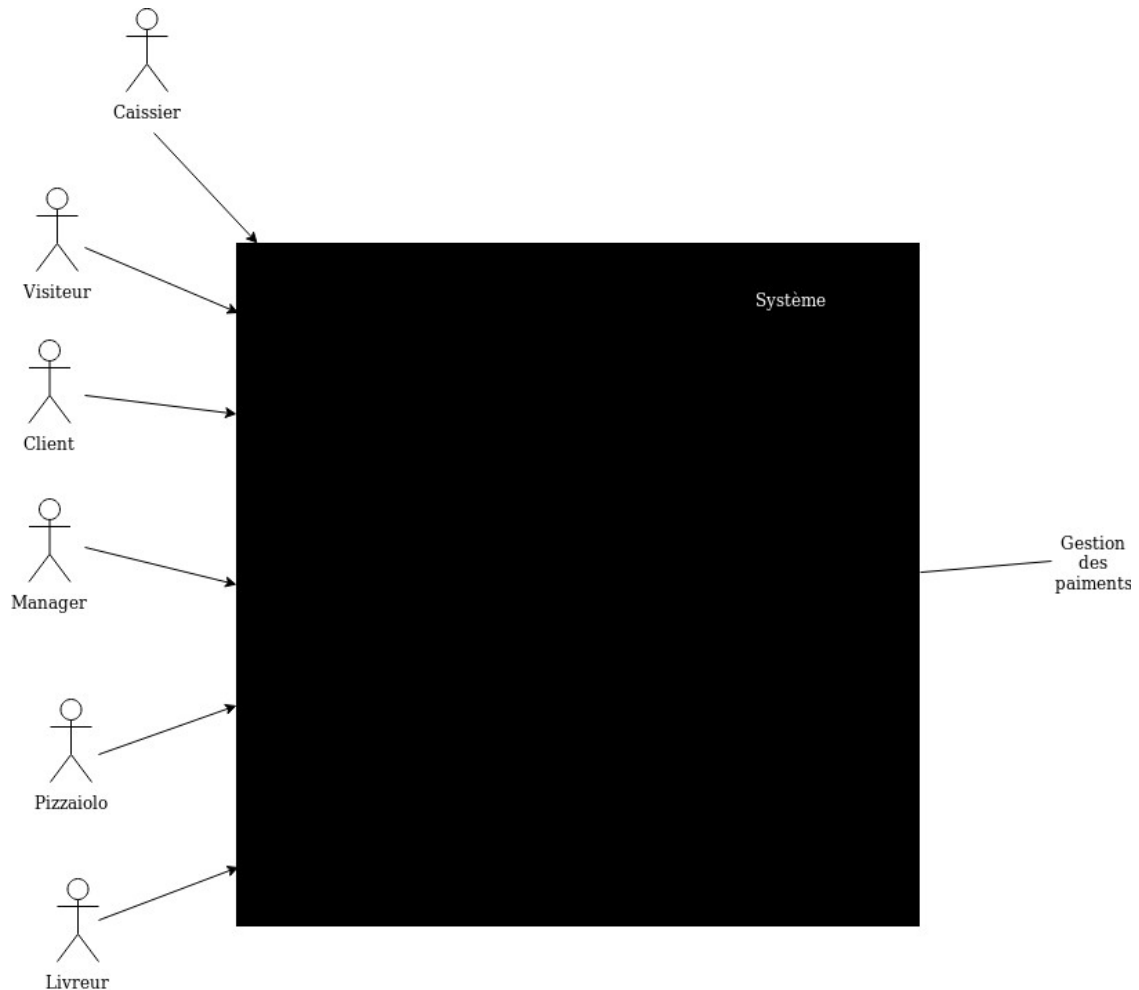 Caissier
Visiteur
Système
Client
Manager
Gestion
des
paiments
Pizzaiolo
Livreur